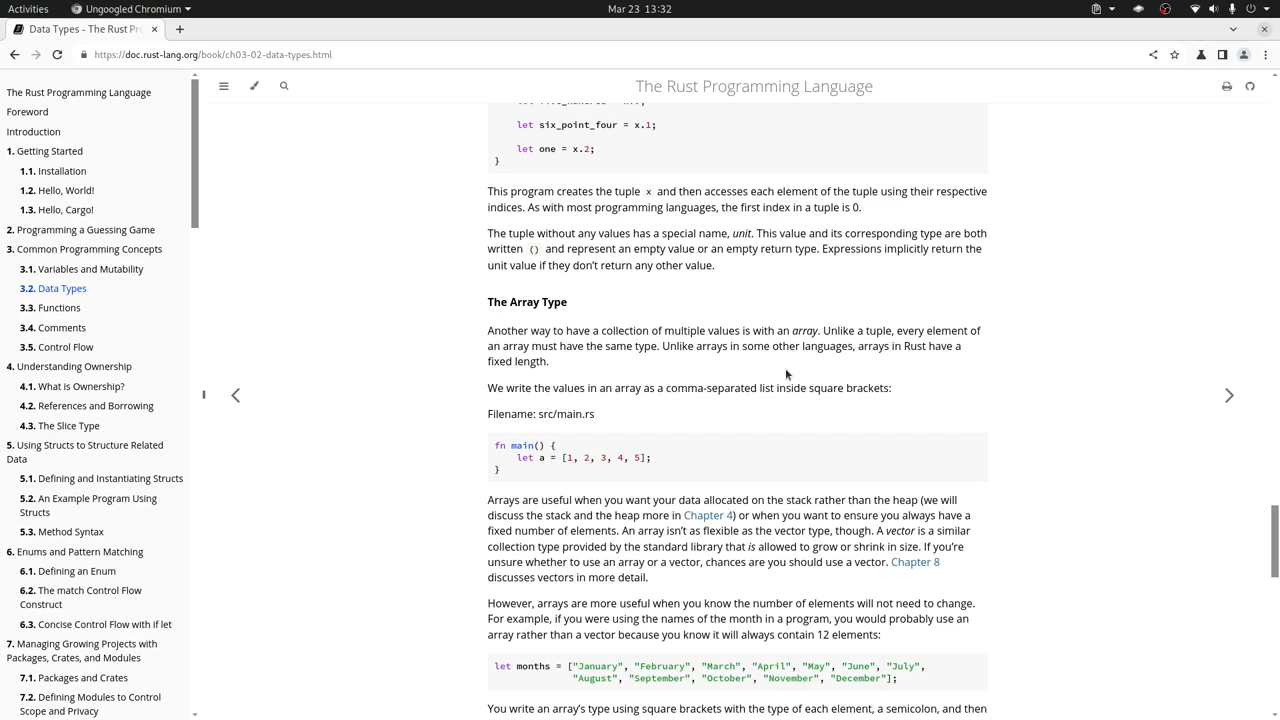 Activities
Ungoogled Chromium
Mar 23 13:32
Data Types - The Rust Pro
https://doc.rust-lang.org/book/ch03-02-data-types.html
The Rust Programming Language
Foreword
Introduction
1. Getting Started
1.1. Installation
1.2. Hello, World!
1.3. Hello, Cargo!
2. Programming a Guessing Game
3. Common Programming Concepts
3.1. Variables and Mutability
3.2. Data Types
3.3. Functions
3.4. Comments
3.5. Control Flow
4. Understanding Ownership
4.1. What is Ownership?
4.2. References and Borrowing
4.3. The Slice Type
5. Using Structs to Structure Related
Data
5.1. Defining and Instantiating Structs
5.2. An Example Program Using
Structs
5.3. Method Syntax
6. Enums and Pattern Matching
6.1. Defining an Enum
6.2. The match Control Flow
Construct
6.3. Concise Control Flow with if let
7. Managing Growing Projects with
Packages, Crates, and Modules
7.1. Packages and Crates
7.2. Defining Modules to Control
Scope and Privacy
The Rust Programming Language
let six_point_four = x.1;
let one = x.2;
}
This program creates the tuple x and then accesses each element of the tuple using their respective
indices. As with most programming languages, the first index in a tuple is 0.
The tuple without any values has a special name, unit. This value and its corresponding type are both
written () and represent an empty value or an empty return type. Expressions implicitly return the
unit value if they don’t return any other value.
The Array Type
Another way to have a collection of multiple values is with an array. Unlike a tuple, every element of
an array must have the same type. Unlike arrays in some other languages, arrays in Rust have a
fixed length.
We write the values in an array as a comma-separated list inside square brackets:
Filename: src/main.rs
fn main() {
let a = [1, 2, 3, 4, 5];
}
Arrays are useful when you want your data allocated on the stack rather than the heap (we will
discuss the stack and the heap more in Chapter 4) or when you want to ensure you always have a
fixed number of elements. An array isn’t as flexible as the vector type, though. A vector is a similar
collection type provided by the standard library that is allowed to grow or shrink in size. If you’re
unsure whether to use an array or a vector, chances are you should use a vector. Chapter 8
discusses vectors in more detail.
However, arrays are more useful when you know the number of elements will not need to change.
For example, if you were using the names of the month in a program, you would probably use an
array rather than a vector because you know it will always contain 12 elements:
let months = ["January", "February", "March", "April", "May", "June", "July",
"August", "September", "October", "November", "December"];
You write an array’s type using square brackets with the type of each element, a semicolon, and then